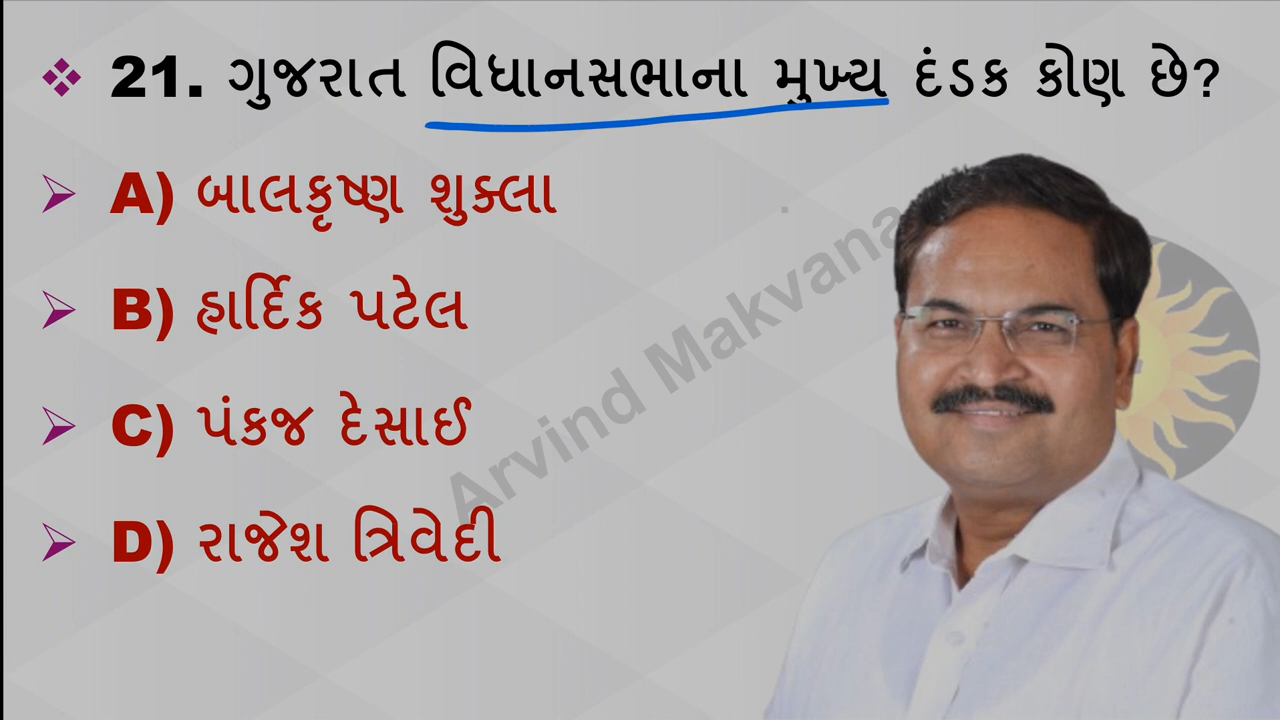 ❖ 21. ગુજરાત વિધાનસભાના મુખ્ય દંડક કોણ છે?
➢ A) બાલકૃષ્ણ શુક્લા
➢ B) હાર્દિક પટેલ
➢ C) પંકજ દેસાઈ
➢ D) રાજેશ ત્રિવેદી
Arvind Makvana